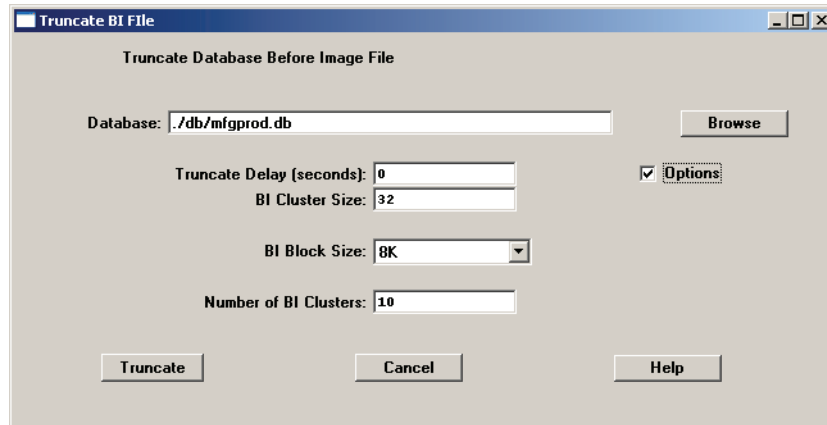 Truncate BI FIle
Truncate Database Before Image File
Database: ./db/mfgprod.db Browse
Truncate Delay (seconds): 0 Options
BI Cluster Size: 32
BI Block Size: 8K
Number of BI Clusters: 10
Truncate Cancel Help